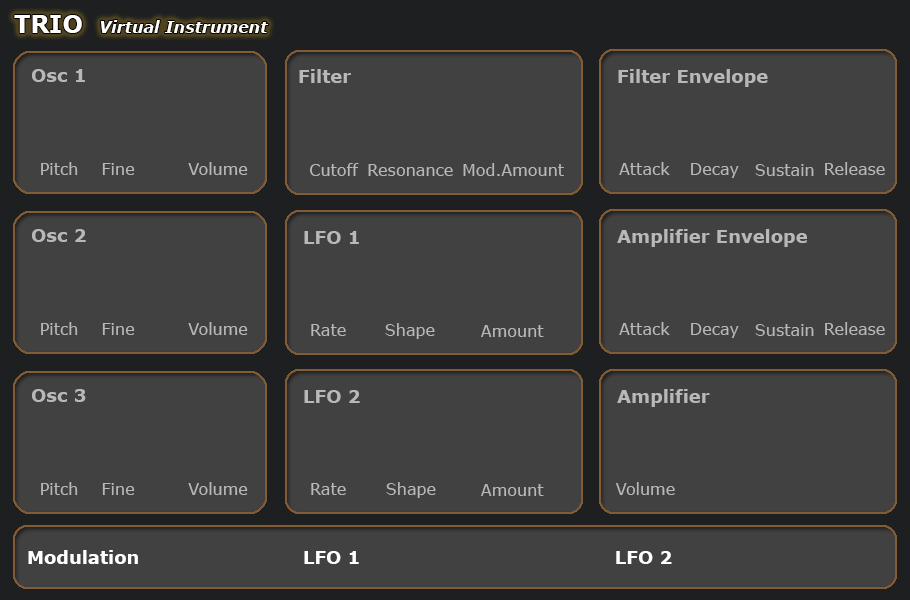 TRIO Virtual Instrument
Osc 1
Pitch Fine Volume
Filter
Cutoff Resonance Mod.Amount
Filter Envelope
Attack Decay Sustain Release
Osc 2
Pitch Fine Volume
LFO 1
Rate Shape Amount
Amplifier Envelope
Attack Decay Sustain Release
Osc 3
Pitch Fine Volume
LFO 2
Rate Shape Amount
Amplifier
Volume
Modulation LFO 1 LFO 2